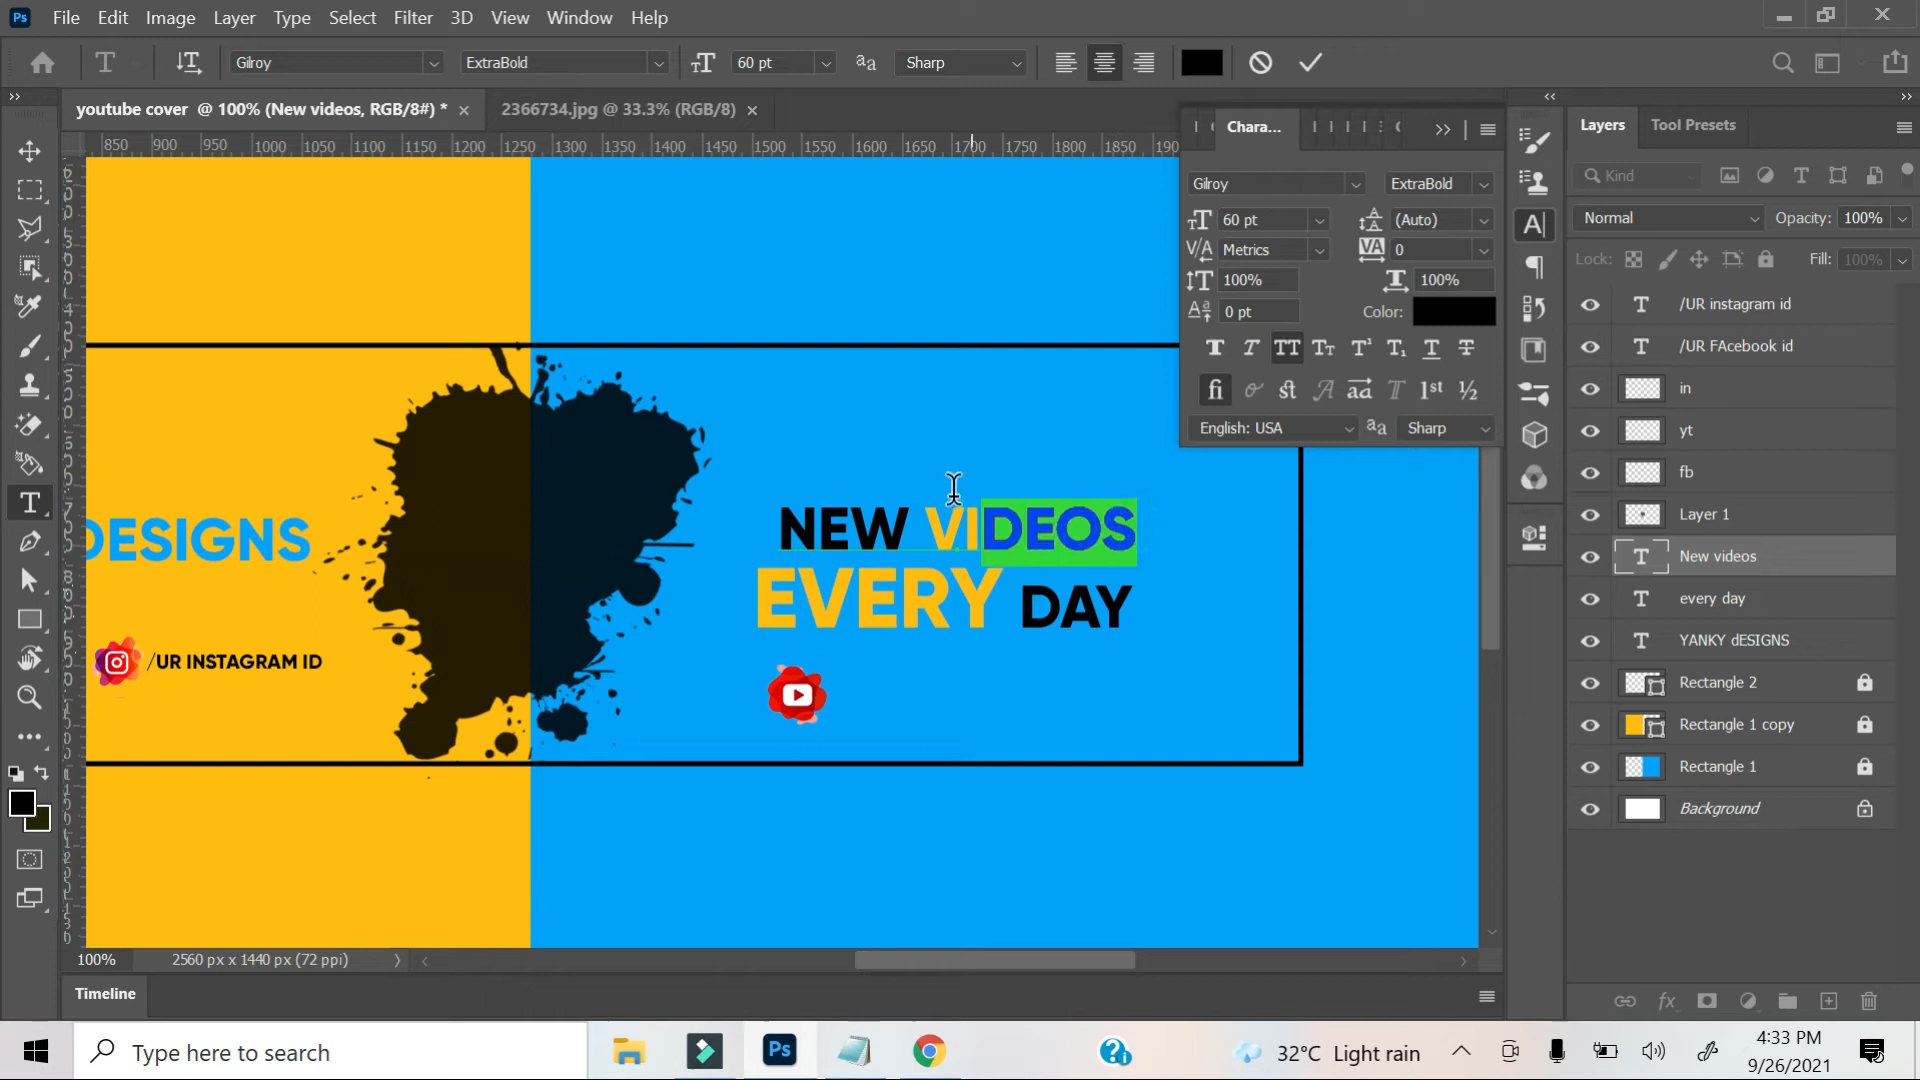 Ps File Edit Image Layer Type Select Filter 3D View Window Help
Gilroy ExtraBold 60 pt Sharp
youtube cover @ 100% (New videos, RGB/8#) *
2366734.jpg @ 33.3% (RGB/8)
850 900 950 1000 1050 1100 1150 1200 1250 1300 1350 1400 1450 1500 1550 1600 1650 1700 1750 1800 1850 190
Chara...
Gilroy ExtraBold
60 pt (Auto)
Metrics 0
100% 100%
0 pt Color:
English: USA Sharp
DESIGNS
/UR INSTAGRAM ID
NEW VIDEOS
EVERY DAY
Layers Tool Presets
Kind
Normal Opacity: 100%
Lock: Fill: 100%
/UR instagram id
/UR FAcebook id
in
yt
fb
Layer 1
New videos
every day
YANKY dESIGNS
Rectangle 2
Rectangle 1 copy
Rectangle 1
Background
100% 2560 px x 1440 px (72 ppi)
Timeline
Type here to search
Ps
32°C Light rain
4:33 PM
9/26/2021